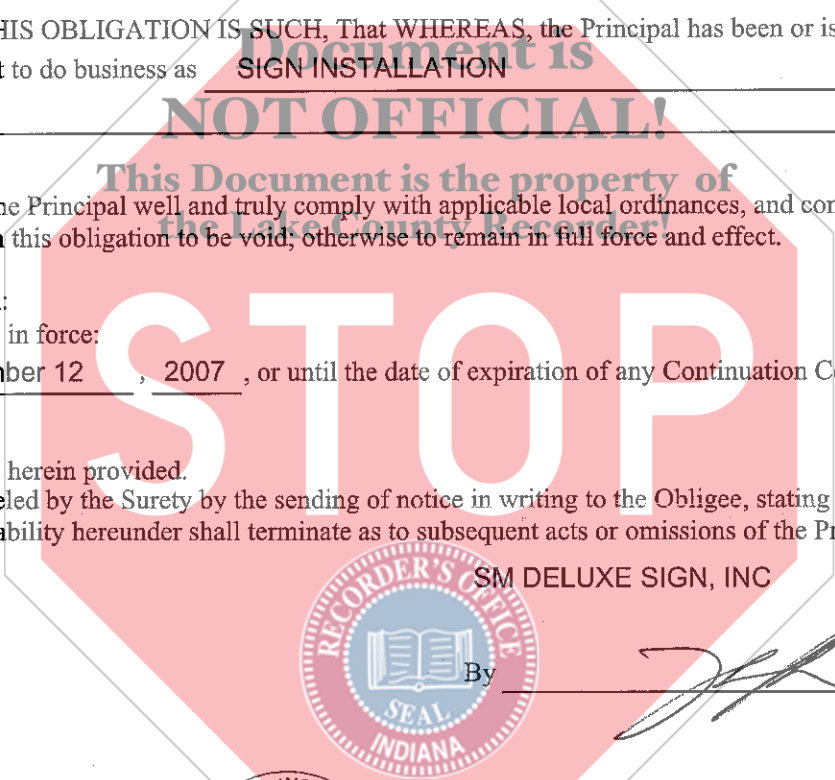 HIS OBLIGATION IS SUCH, That WHEREAS, the Principal has been or is
Document is
t to do business as SIGN INSTALLATION
NOT OFFICIAL!
This Document is the property of
he Principal well and truly comply with applicable local ordinances, and con
the Lake County Recorder!
this obligation to be void; otherwise to remain in full force and effect.
:
in force:
STOP
ber 12 , 2007 , or until the date of expiration of any Continuation C
herein provided.
eled by the Surety by the sending of notice in writing to the Obligee, stating
ability hereunder shall terminate as to subsequent acts or omissions of the Pr
SM DELUXE SIGN, INC
RECORDER'S OFFICE
By
SEAL
INDIANA